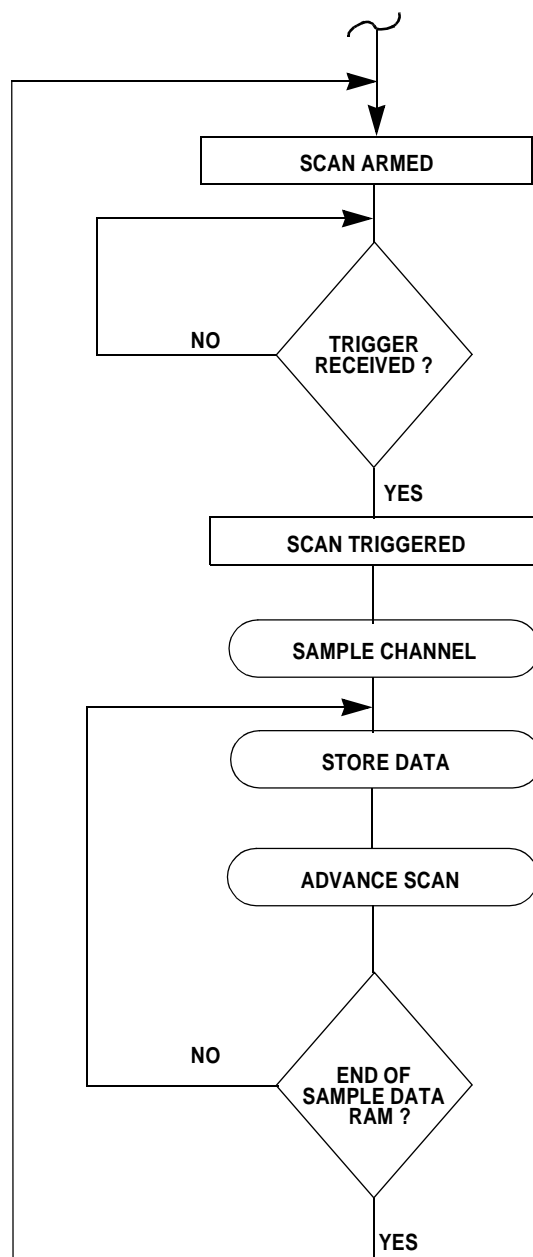 SCAN ARMED
NO
TRIGGER
RECEIVED ?
YES
SCAN TRIGGERED
SAMPLE CHANNEL
STORE DATA
ADVANCE SCAN
NO
END OF
SAMPLE DATA
RAM ?
YES